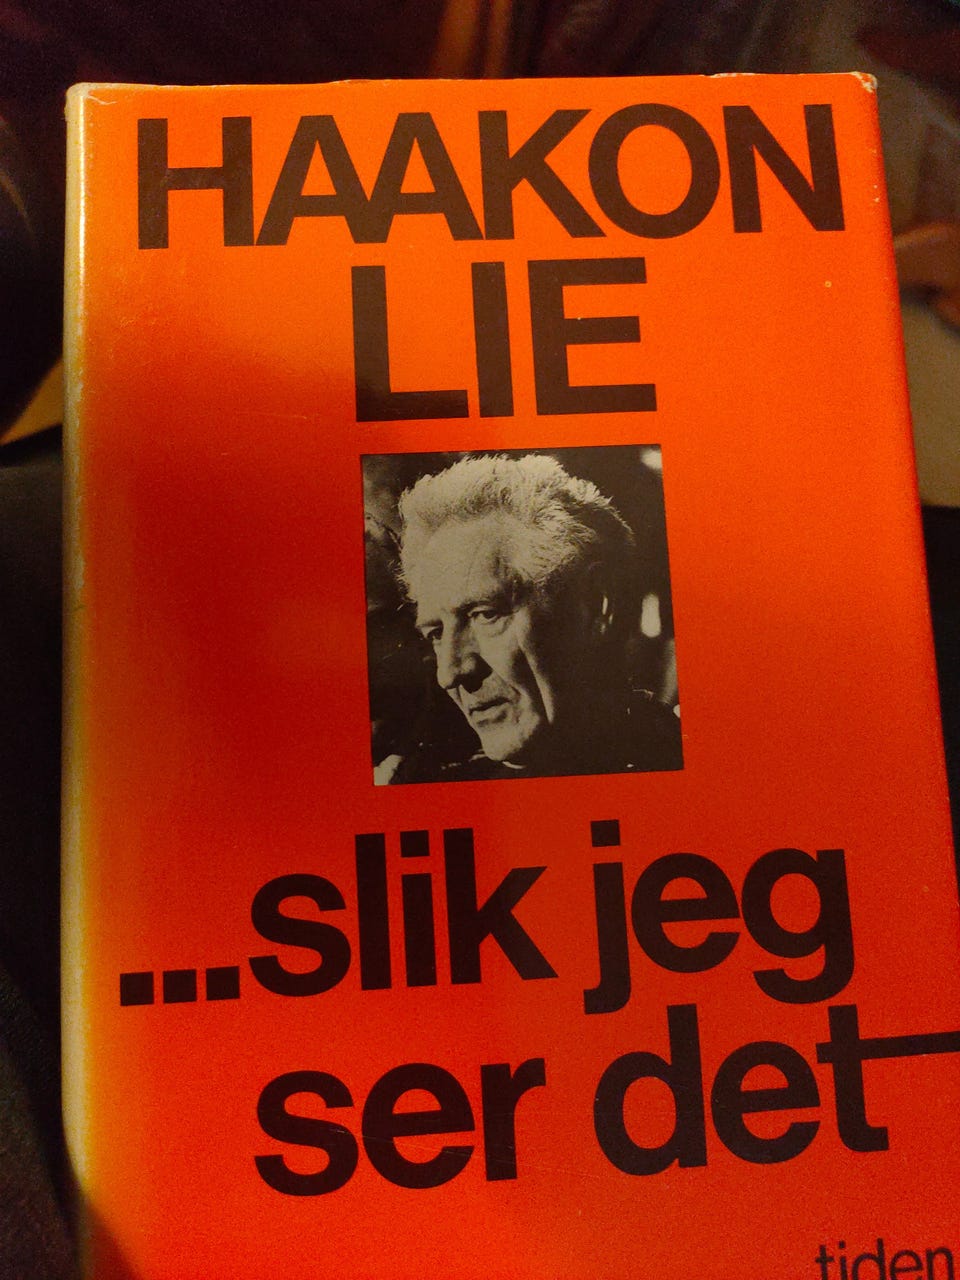 HAAKON
LIE
...slik jeg
ser det
tiden